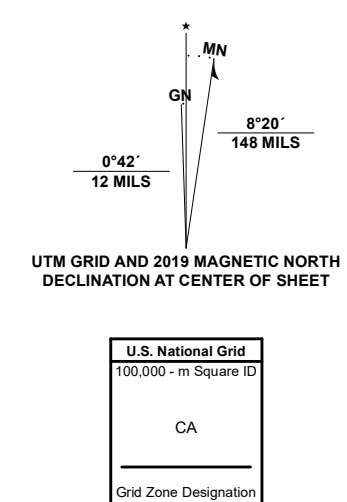 MN
GN
8°20´
148 MILS
0°42´
12 MILS
UTM GRID AND 2019 MAGNETIC NORTH
DECLINATION AT CENTER OF SHEET
U.S. National Grid
100,000 - m Square ID
CA
Grid Zone Designation